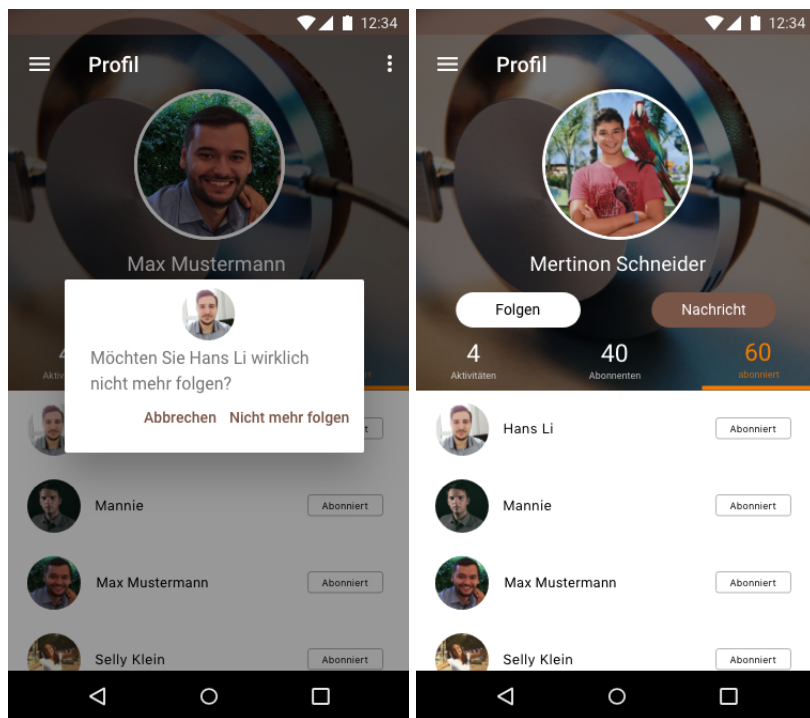 12:34
Profil
Max Mustermann
Möchten Sie Hans Li wirklich
nicht mehr folgen?
Abbrechen Nicht mehr folgen
Mannie Abonniert
Max Mustermann Abonniert
Selly Klein Abonniert
12:34
Profil
Mertinon Schneider
Folgen Nachricht
4 40 60
Aktivitäten Abonnenten abonniert
Hans Li Abonniert
Mannie Abonniert
Max Mustermann Abonniert
Selly Klein Abonniert